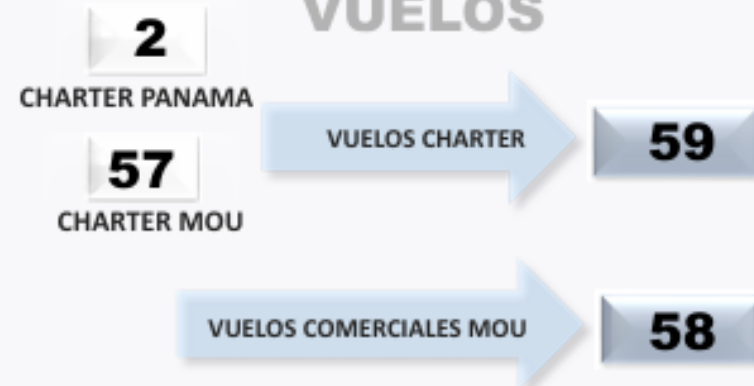 VUELOS
2
CHARTER PANAMA
57
CHARTER MOU
VUELOS CHARTER
59
VUELOS COMERCIALES MOU
58